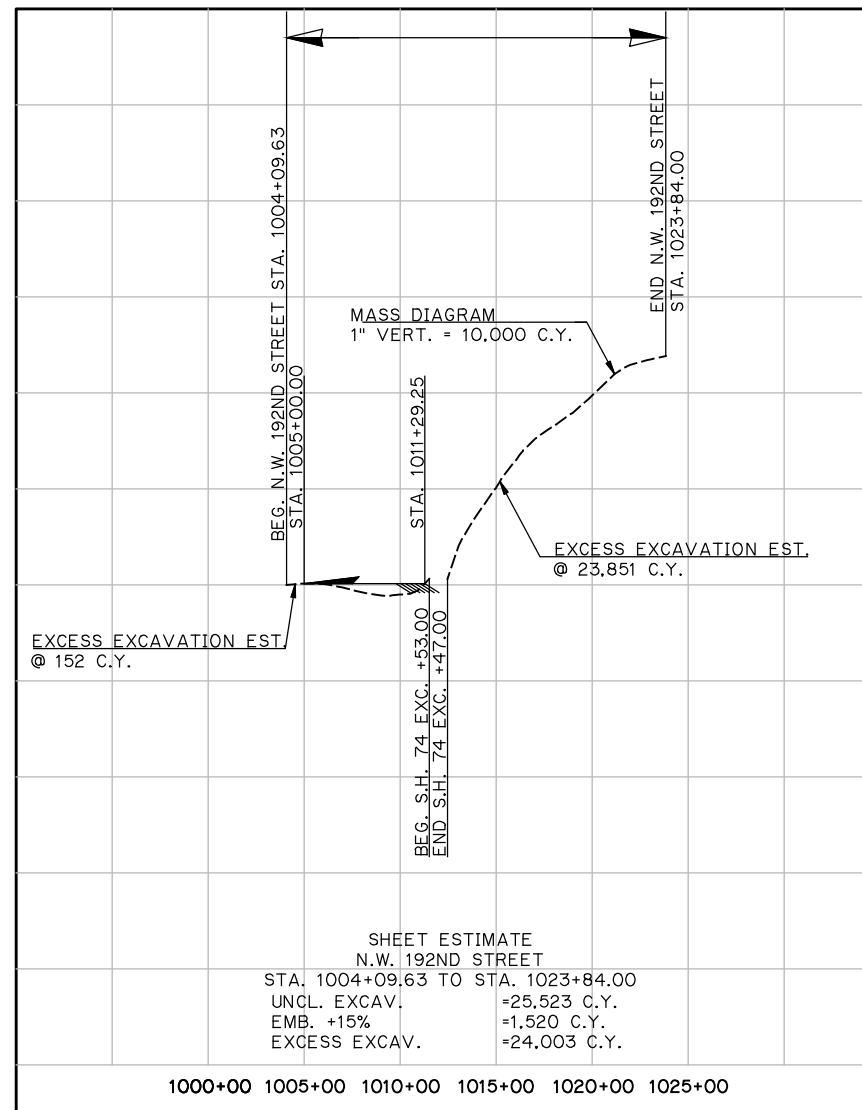 BEG. N.W. 192ND STREET STA. 1004+09.63
STA. 1005+00.00
STA. 1011+29.25
END N.W. 192ND STREET
STA. 1023+84.00
MASS DIAGRAM
1" VERT. = 10,000 C.Y.
EXCESS EXCAVATION EST.
@ 23,851 C.Y.
EXCESS EXCAVATION EST.
@ 152 C.Y.
BEG. S.H. 74 EXC. +53.00
END S.H. 74 EXC. +47.00
SHEET ESTIMATE
N.W. 192ND STREET
STA. 1004+09.63 TO STA. 1023+84.00
UNCL. EXCAV. =25,523 C.Y.
EMB. +15% =1,520 C.Y.
EXCESS EXCAV. =24,003 C.Y.
1000+00 1005+00 1010+00 1015+00 1020+00 1025+00